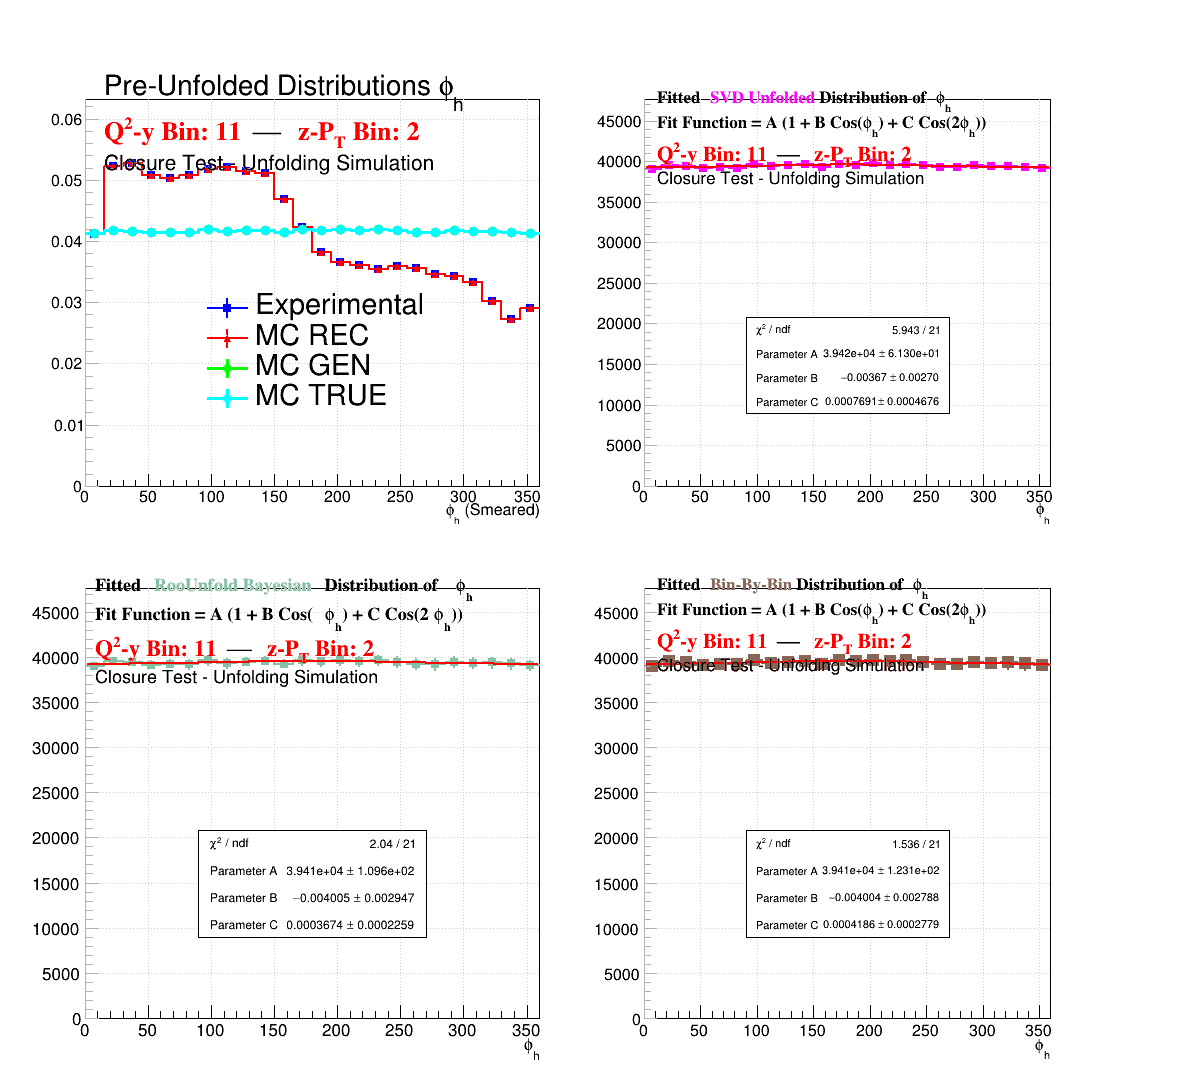 Pre-Unfolded Distributions ϕh
Q²-y Bin: 11 — z-PT Bin: 2
Closure Test - Unfolding Simulation
0.06
0.05
0.04
0.03
0.02
0.01
0
Experimental
MC REC
MC GEN
MC TRUE
0 50 100 150 200 250 300 350
ϕh (Smeared)
Fitted SVD Unfolded Distribution of ϕh
Fit Function = A (1 + B Cos(ϕh) + C Cos(2ϕh))
Q²-y Bin: 11 — z-PT Bin: 2
Closure Test - Unfolding Simulation
45000
40000
35000
30000
25000
20000
15000
10000
5000
0
χ² / ndf 5.943 / 21
Parameter A 3.942e+04 ± 6.130e+01
Parameter B −0.00367 ± 0.00270
Parameter C 0.0007691 ± 0.0004676
0 50 100 150 200 250 300 350
ϕh
Fitted RooUnfold Bayesian Distribution of ϕh
Fit Function = A (1 + B Cos( ϕh) + C Cos(2 ϕh))
Q²-y Bin: 11 — z-PT Bin: 2
Closure Test - Unfolding Simulation
45000
40000
35000
30000
25000
20000
15000
10000
5000
0
χ² / ndf 2.04 / 21
Parameter A 3.941e+04 ± 1.096e+02
Parameter B −0.004005 ± 0.002947
Parameter C 0.0003674 ± 0.0002259
0 50 100 150 200 250 300 350
ϕh
Fitted Bin-By-Bin Distribution of ϕh
Fit Function = A (1 + B Cos(ϕh) + C Cos(2ϕh))
Q²-y Bin: 11 — z-PT Bin: 2
Closure Test - Unfolding Simulation
45000
40000
35000
30000
25000
20000
15000
10000
5000
0
χ² / ndf 1.536 / 21
Parameter A 3.941e+04 ± 1.231e+02
Parameter B −0.004004 ± 0.002788
Parameter C 0.0004186 ± 0.0002779
0 50 100 150 200 250 300 350
ϕh